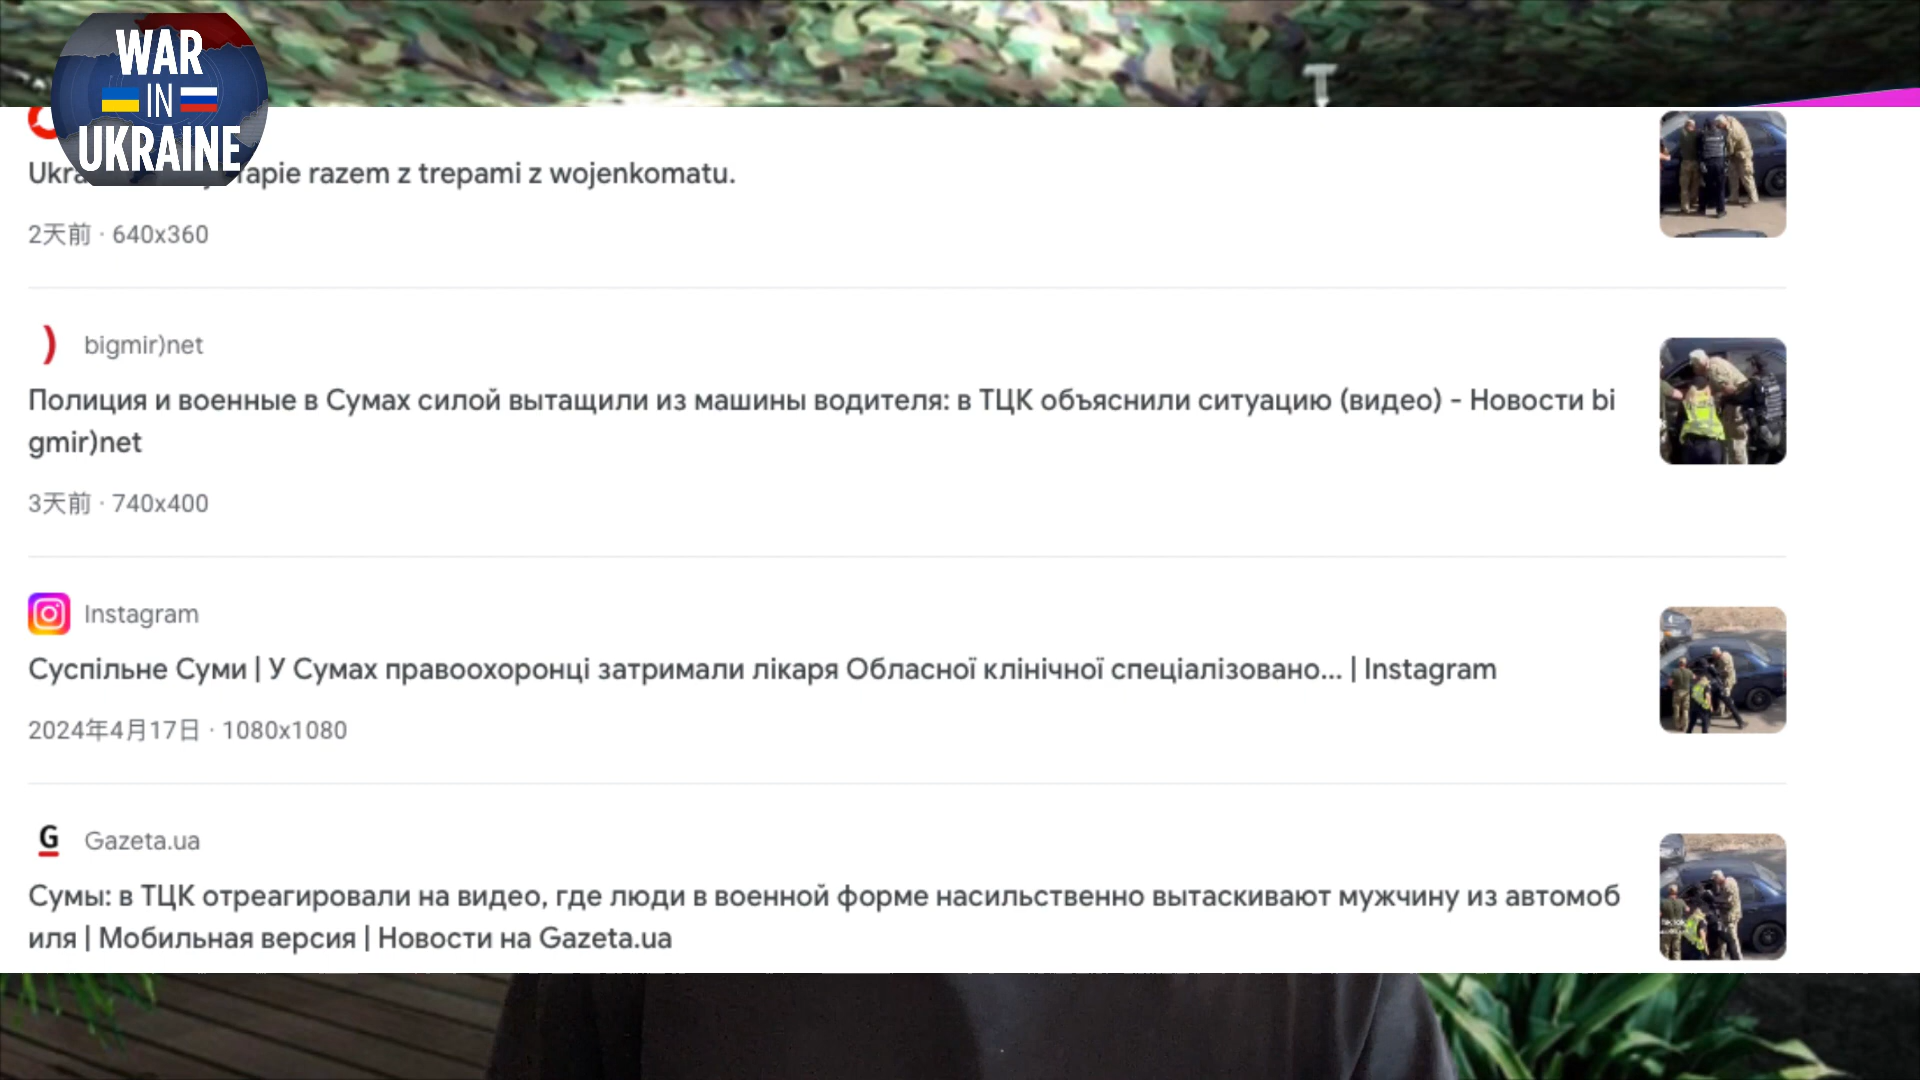 WAR
IN
UKRAINE
razem z trepami z wojenkomatu.
2天前 · 640x360
bigmir)net
Полиция и военные в Сумах силой вытащили из машины водителя: в ТЦК объяснили ситуацию (видео) - Новости bi
gmir)net
3天前 · 740x400
Instagram
Суспільне Суми | У Сумах правоохоронці затримали лікаря Обласної клінічної спеціалізовано... | Instagram
2024年4月17日 · 1080x1080
G Gazeta.ua
Сумы: в ТЦК отреагировали на видео, где люди в военной форме насильственно вытаскивают мужчину из автомоб
иля | Мобильная версия | Новости на Gazeta.ua